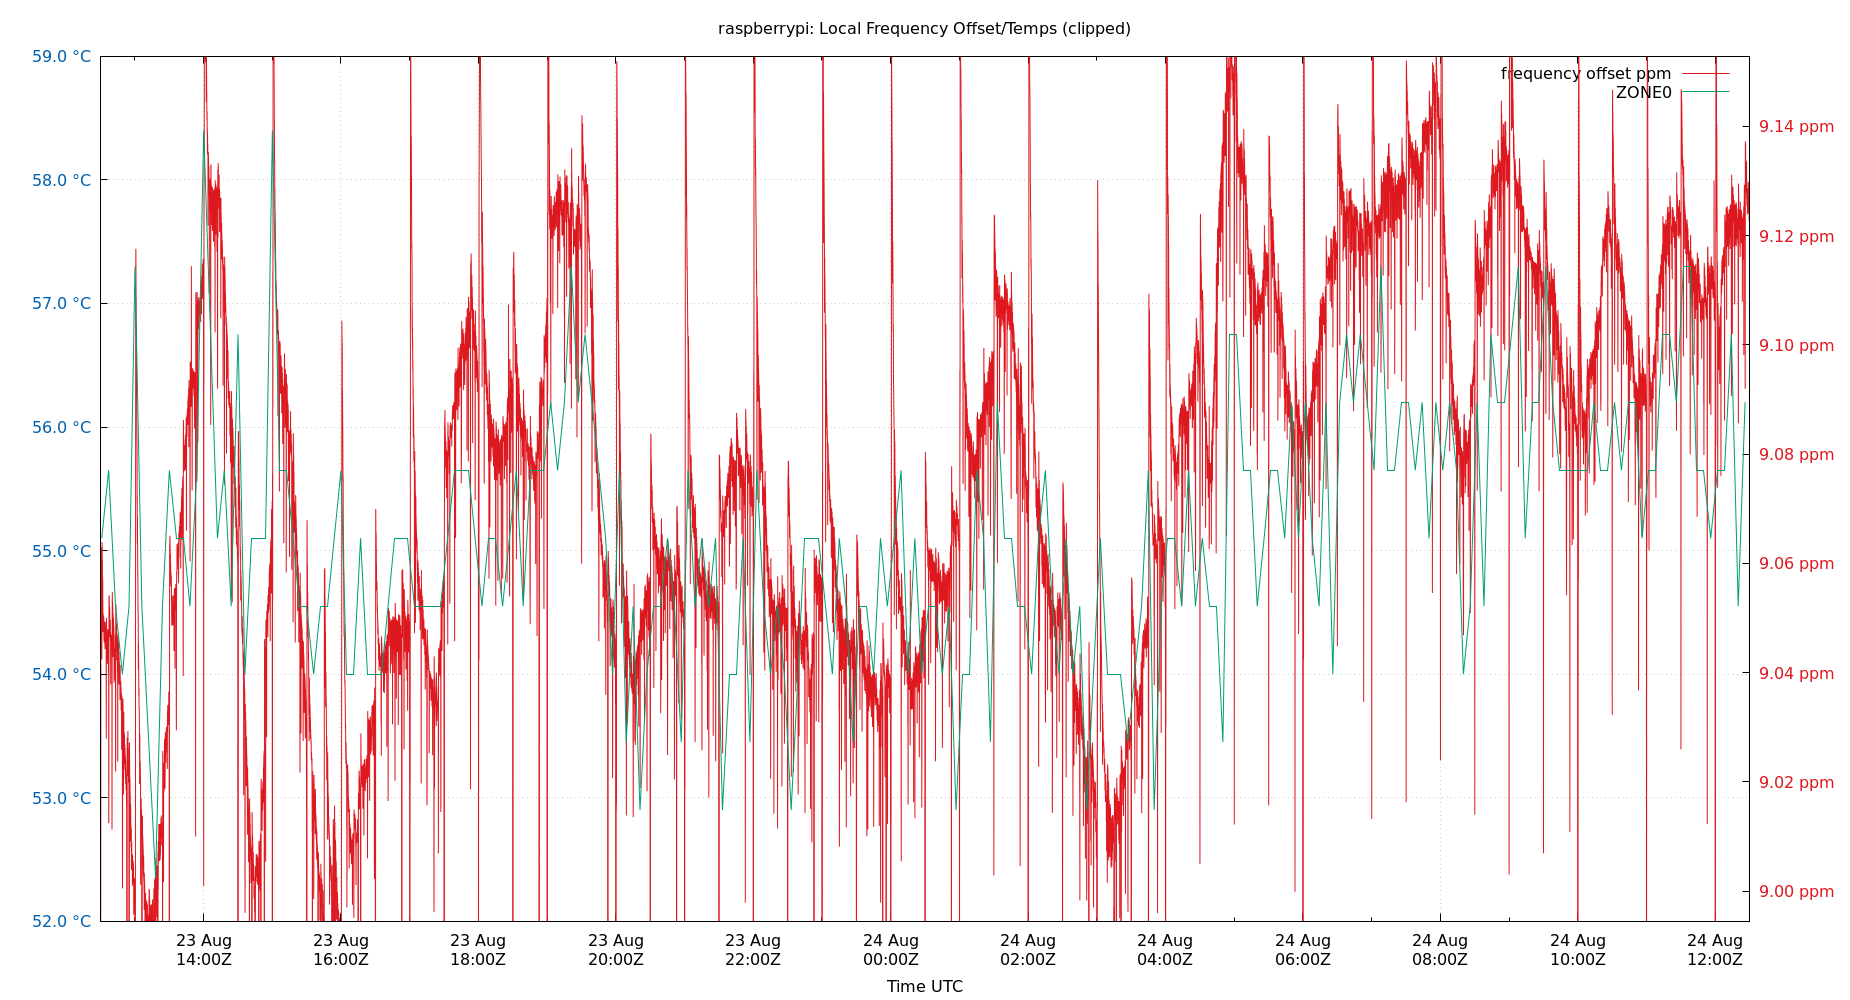 raspberrypi: Local Frequency Offset/Temps (clipped)
frequency offset ppm
ZONE0
59.0 °C
58.0 °C
57.0 °C
56.0 °C
55.0 °C
54.0 °C
53.0 °C
52.0 °C
9.14 ppm
9.12 ppm
9.10 ppm
9.08 ppm
9.06 ppm
9.04 ppm
9.02 ppm
9.00 ppm
23 Aug
14:00Z
23 Aug
16:00Z
23 Aug
18:00Z
23 Aug
20:00Z
23 Aug
22:00Z
24 Aug
00:00Z
24 Aug
02:00Z
24 Aug
04:00Z
24 Aug
06:00Z
24 Aug
08:00Z
24 Aug
10:00Z
24 Aug
12:00Z
Time UTC